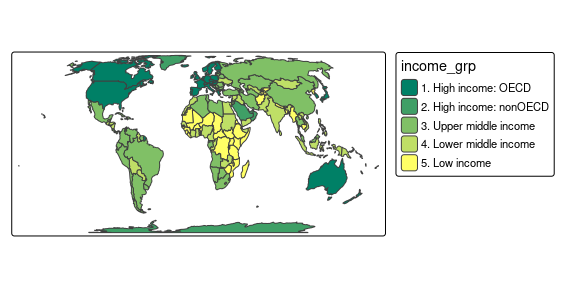 income_grp
1. High income: OECD
2. High income: nonOECD
3. Upper middle income
4. Lower middle income
5. Low income